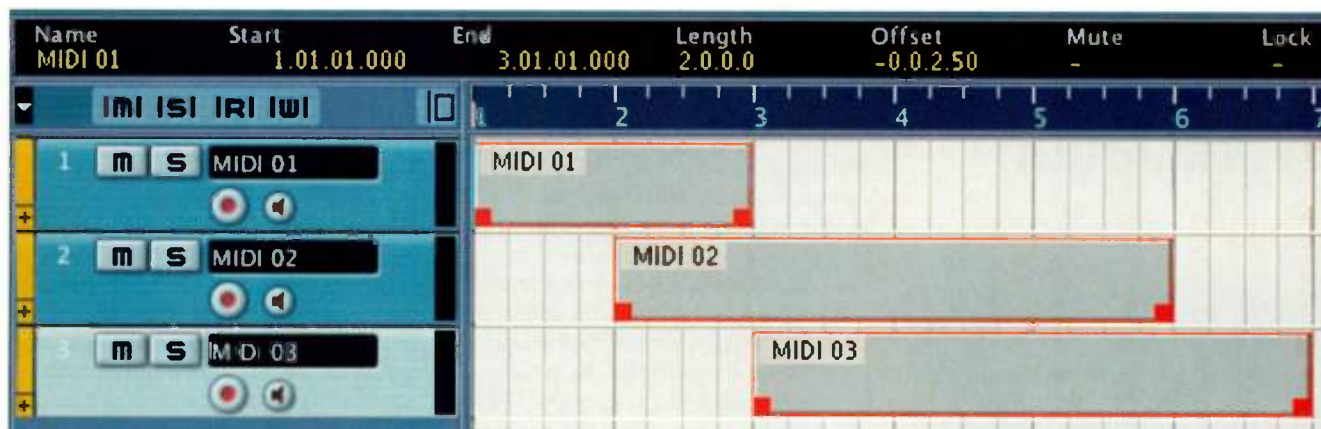 Name Start End Length Offset Mute Lock
MIDI 01 1.01.01.000 3.01.01.000 2.0.0.0 -0.0.2.50 - -
m S R W
1 2 3 4 5 6 7
1 m S MIDI 01
MIDI 01
2 m S MIDI 02
MIDI 02
3 m S MIDI 03
MIDI 03